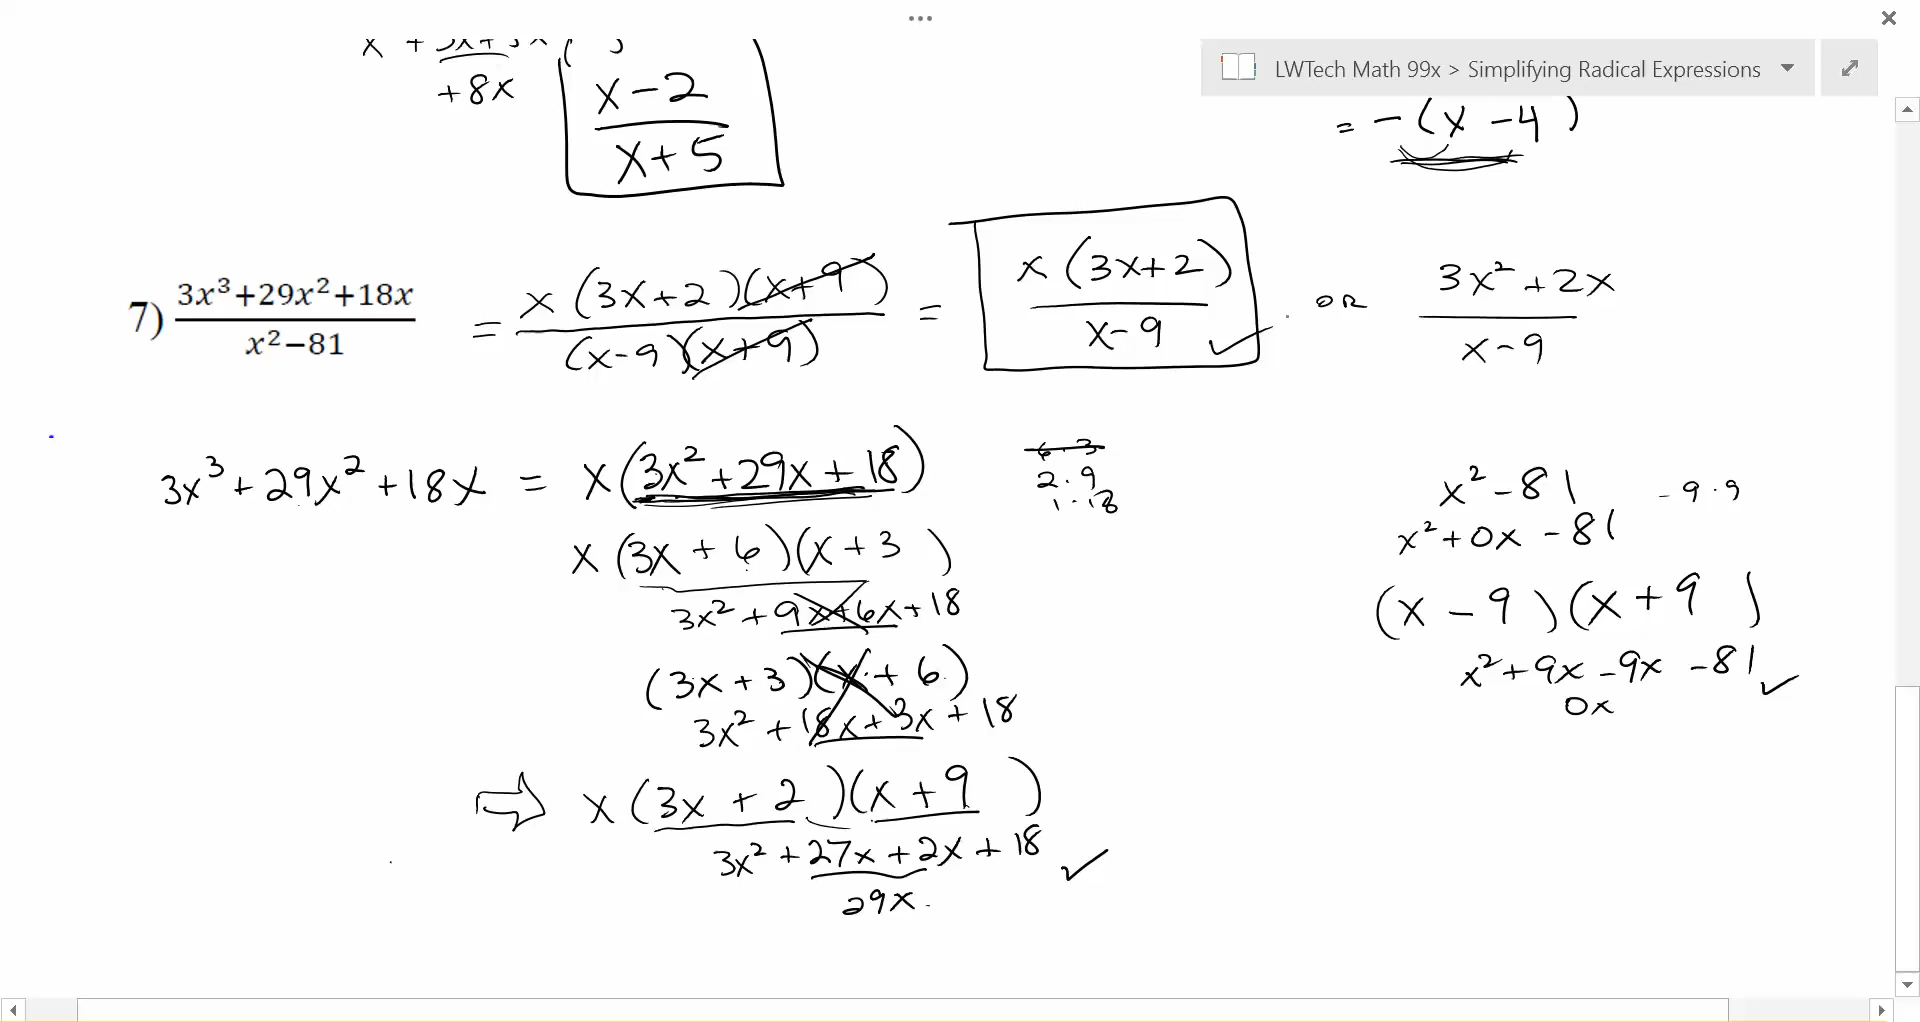 LWTech Math 99x > Simplifying Radical Expressions
+8x
x-2
x+5
= -(x -4)
7) 3x³+29x²+18x / x²-81 = x(3x+2)(x+9) / (x-9)(x+9) = x(3x+2) / x-9 OR 3x²+2x / x-9
3x³+29x²+18x = x(3x²+29x+18)
6·3
2·9
1·18
x(3x+6)(x+3)
3x²+9x+6x+18
(3x+3)(x+6)
3x²+18x+3x+18
x(3x+2)(x+9)
3x²+27x+2x+18
29x
x²-81
-9·9
x²+0x-81
(x-9)(x+9)
x²+9x-9x-81
0x